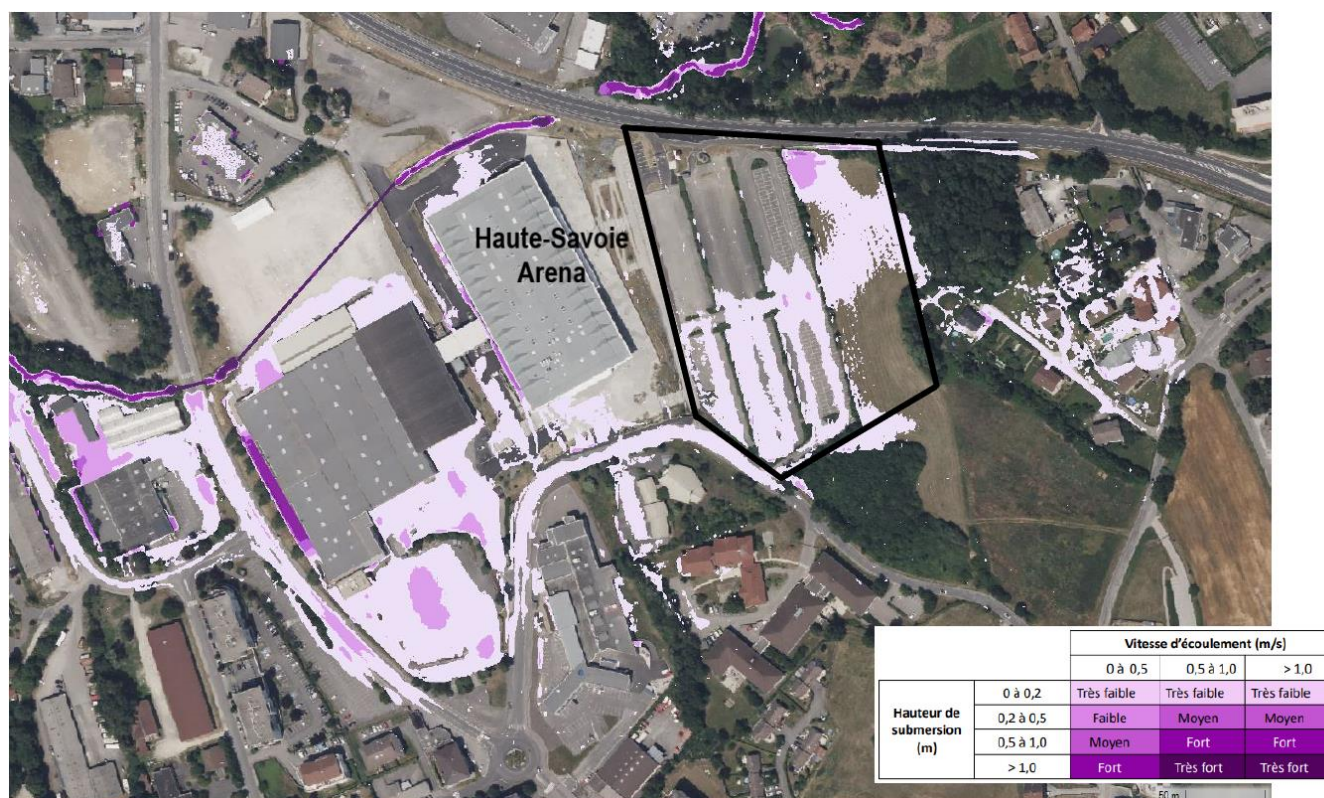 Haute-Savoie
Arena
Vitesse d'écoulement (m/s)
0 à 0,5 0,5 à 1,0 > 1,0
Hauteur de submersion (m)
0 à 0,2 Très faible Très faible Très faible
0,2 à 0,5 Faible Moyen Moyen
0,5 à 1,0 Moyen Fort Fort
> 1,0 Fort Très fort Très fort
50 m